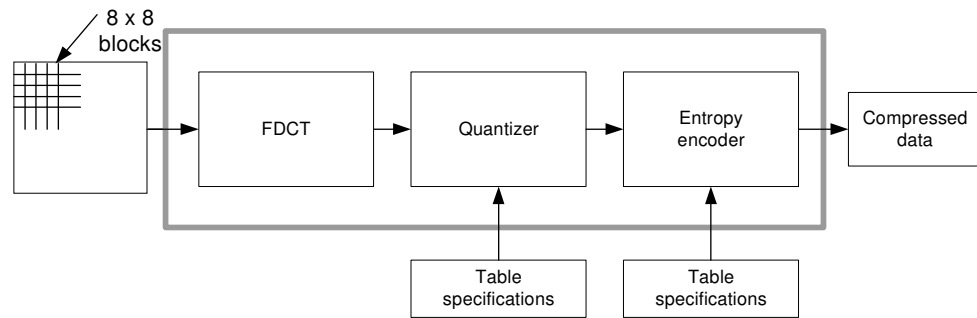 8 x 8
blocks
FDCT
Quantizer
Entropy
encoder
Compressed
data
Table
specifications
Table
specifications